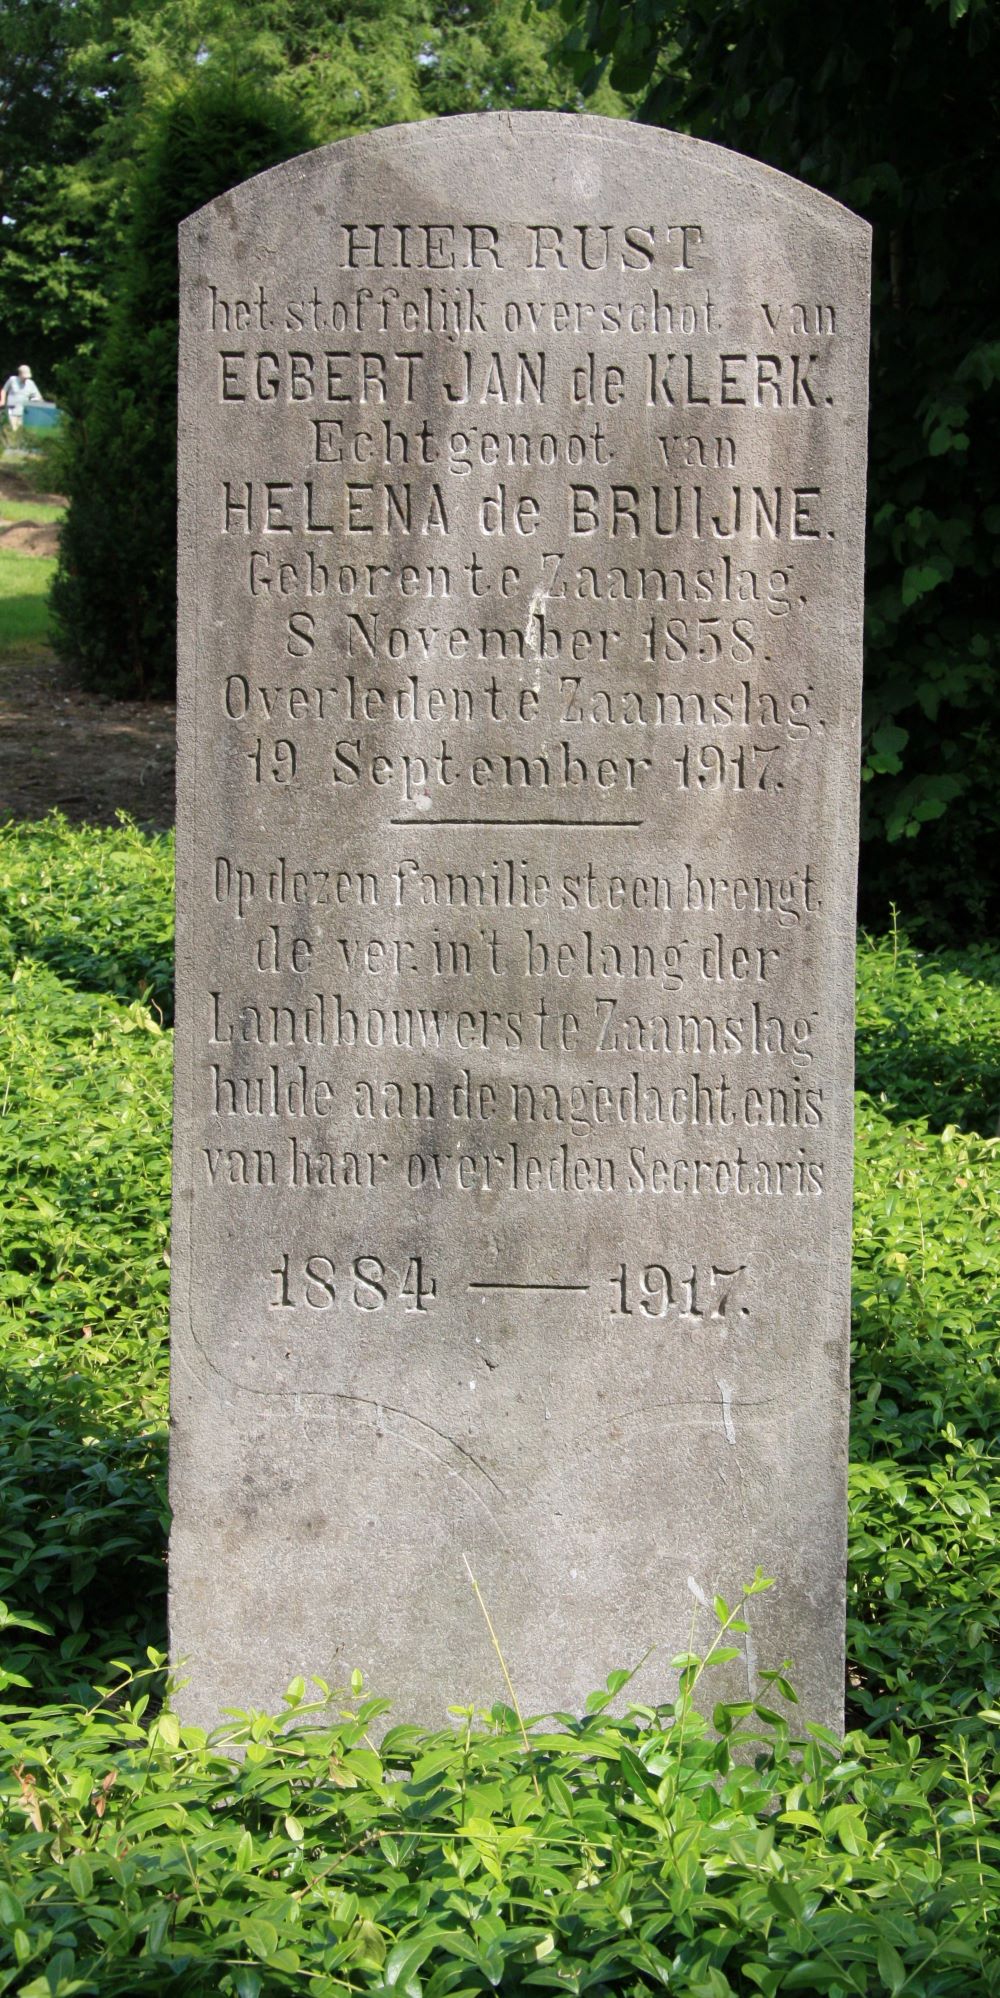 HIER RUST
het stoffelijk overschot van
EGBERT JAN de KLERK.
Echtgenoot van
HELENA de BRUIJNE.
Geboren te Zaamslag,
8 November 1858.
Overleden te Zaamslag,
19 September 1917.
Op dezen familie steen brengt
de ver. in 't belang der
Landbouwers te Zaamslag
hulde aan de nagedachtenis
van haar overleden Secretaris
1884 — 1917.